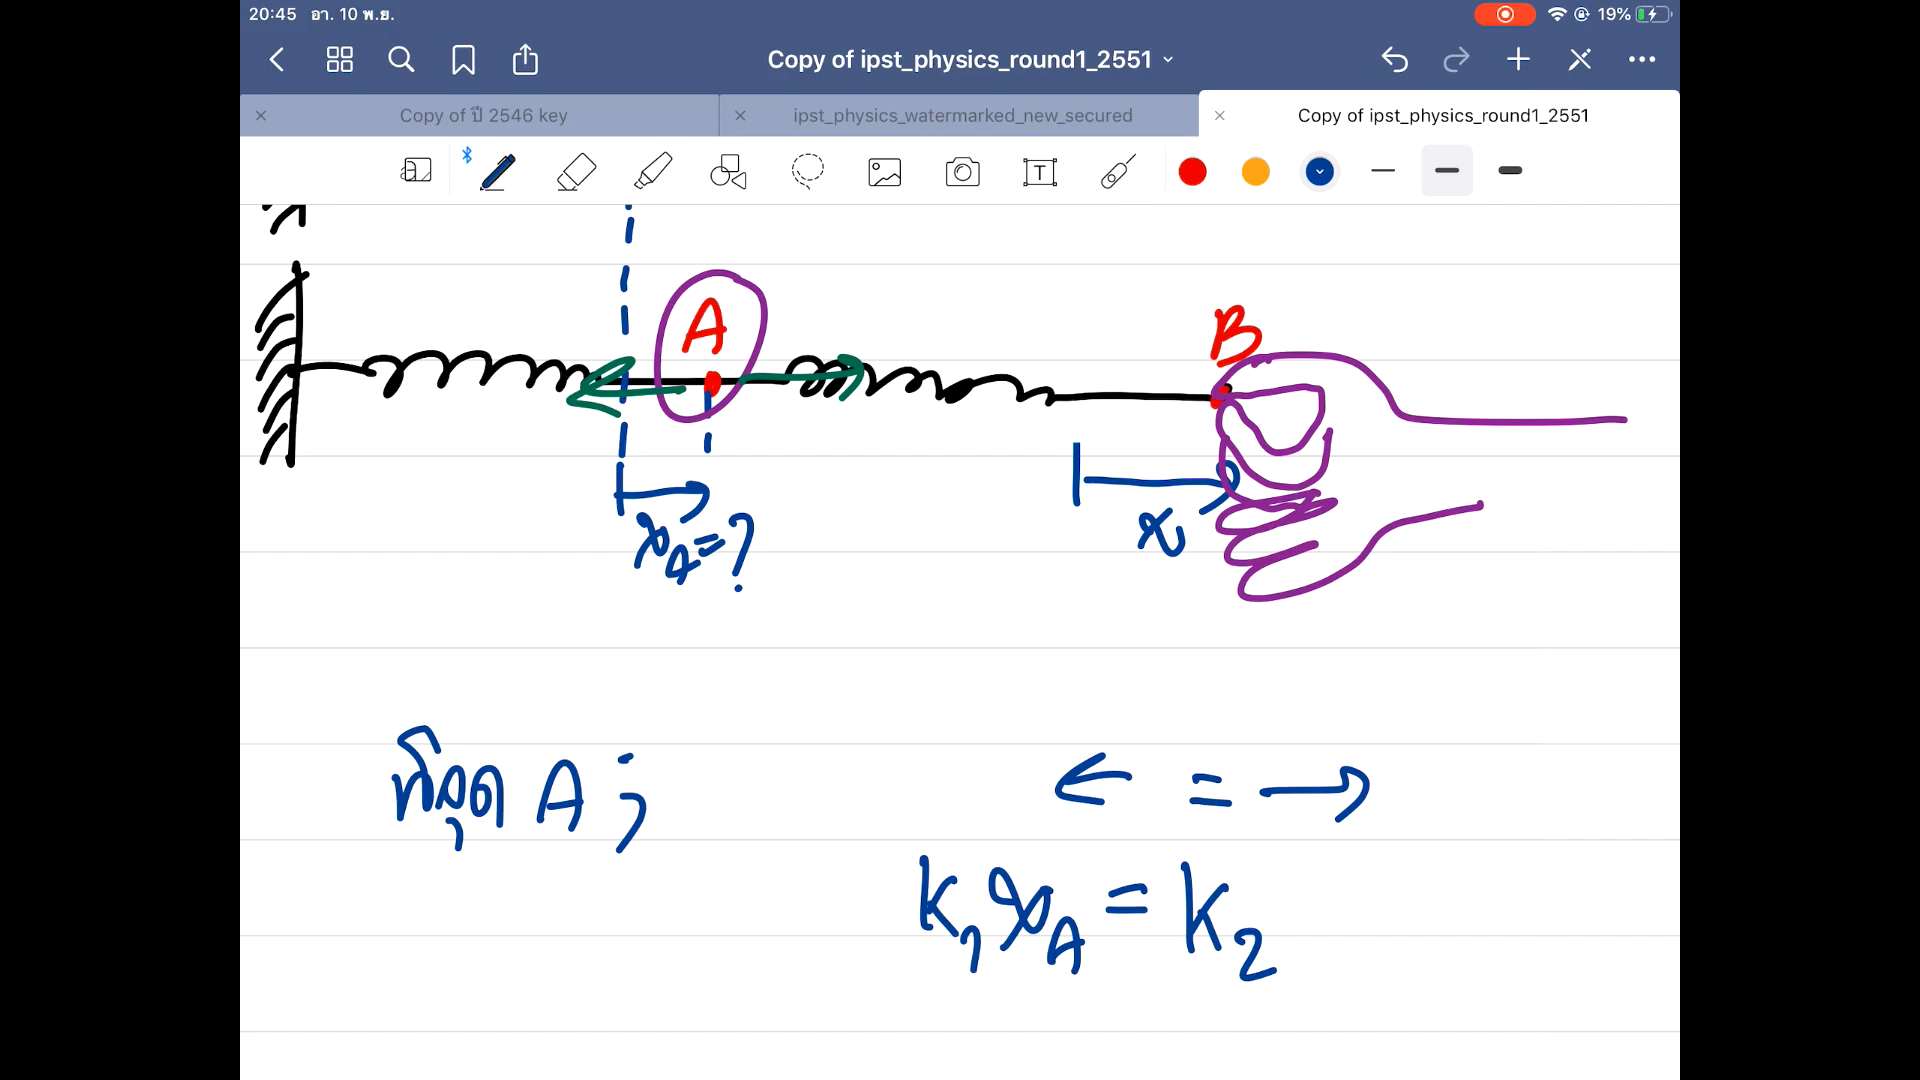 20:45 อา. 10 พ.ย. 19%
Copy of ipst_physics_round1_2551
Copy of ปี 2546 key
ipst_physics_watermarked_new_secured
Copy of ipst_physics_round1_2551
A
B
x_A = ?
x
ที่จุด A ; ← = →
k₁x_A = k₂